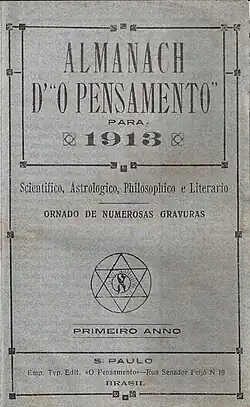 ALMANACH
D'"O PENSAMENTO"
PARA
1913
Scientifico, Astrologico, Philosophico e Literario
ORNADO DE NUMEROSAS GRAVURAS
PRIMEIRO ANNO
S. PAULO
Emp. Typ. Edit. «O Pensamento»—Rua Senador Feijó N 19
BRASIL